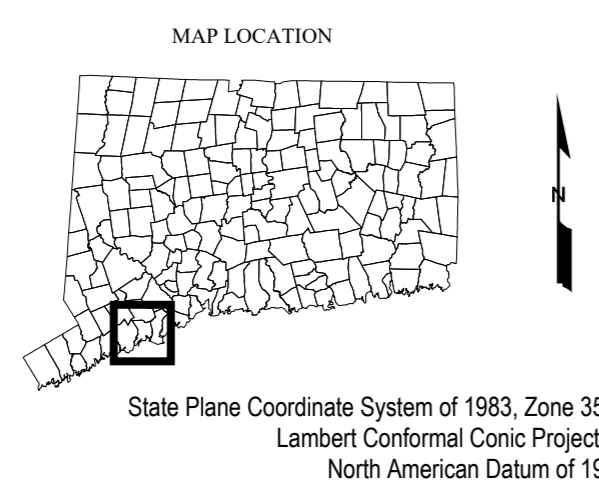 MAP LOCATION
N
State Plane Coordinate System of 1983, Zone 35
Lambert Conformal Conic Project
North American Datum of 19